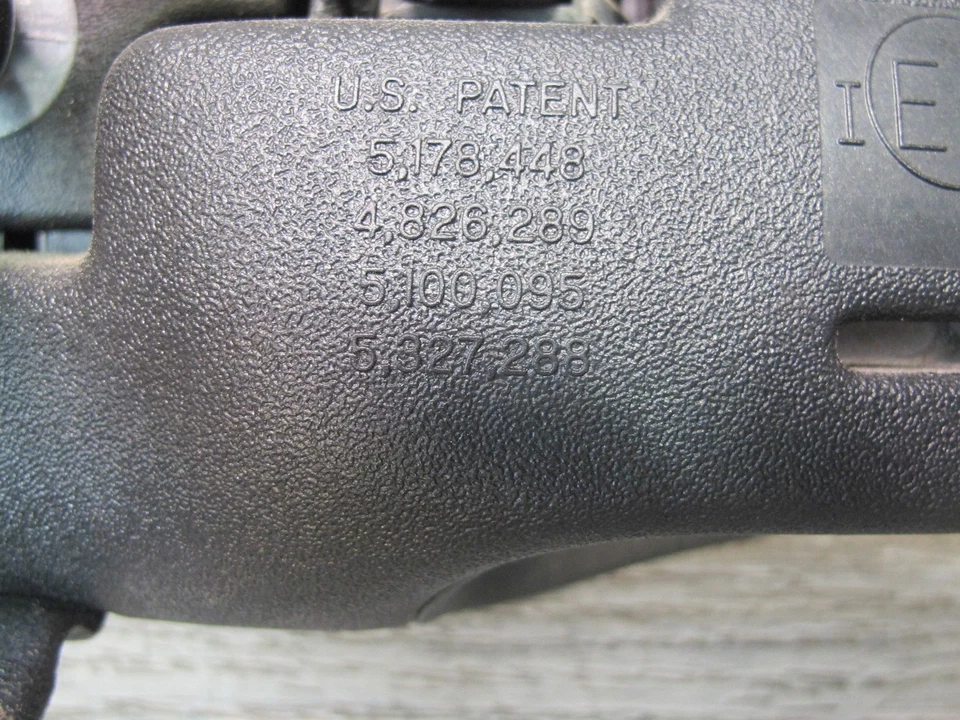 U.S. PATENT
5,178,448
4,826,289
5,100,095
5,327,288
I E